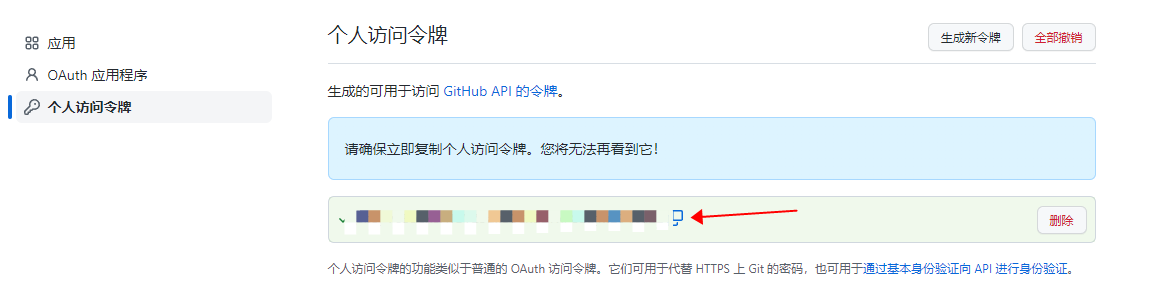 个人访问令牌
生成新令牌
全部撤销
应用
OAuth 应用程序
个人访问令牌
生成的可用于访问 GitHub API 的令牌。
请确保立即复制个人访问令牌。您将无法再看到它！
删除
个人访问令牌的功能类似于普通的 OAuth 访问令牌。它们可用于代替 HTTPS 上 Git 的密码，也可用于通过基本身份验证向 API 进行身份验证。